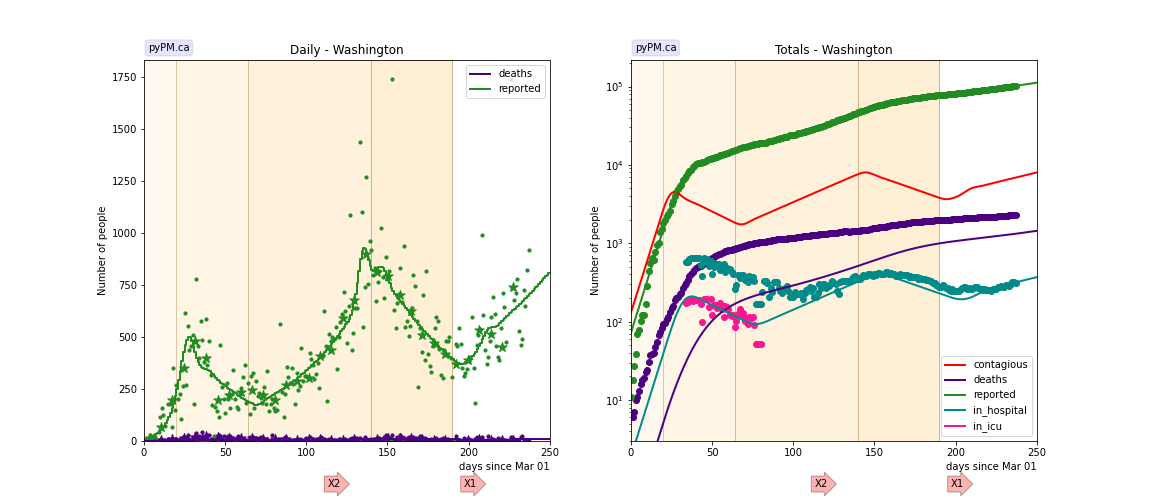 pyPM.ca
Daily - Washington
Number of people
1750
1500
1250
1000
750
500
250
0
deaths
reported
0 50 100 150 200 250
days since Mar 01
X2 X1
pyPM.ca
Totals - Washington
Number of people
10^5
10^4
10^3
10^2
10^1
contagious
deaths
reported
in_hospital
in_icu
0 50 100 150 200 250
days since Mar 01
X2 X1